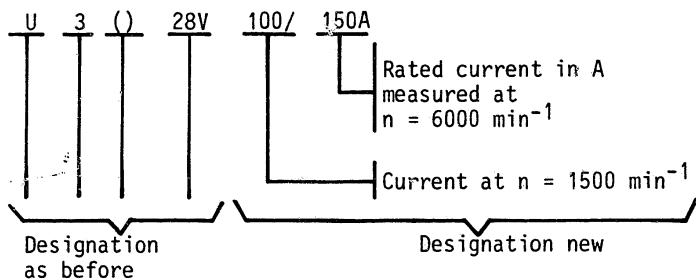 U 3 () 28V 100/ 150A
Rated current in A
measured at
n = 6000 min⁻¹
Current at n = 1500 min⁻¹
Designation
as before
Designation new